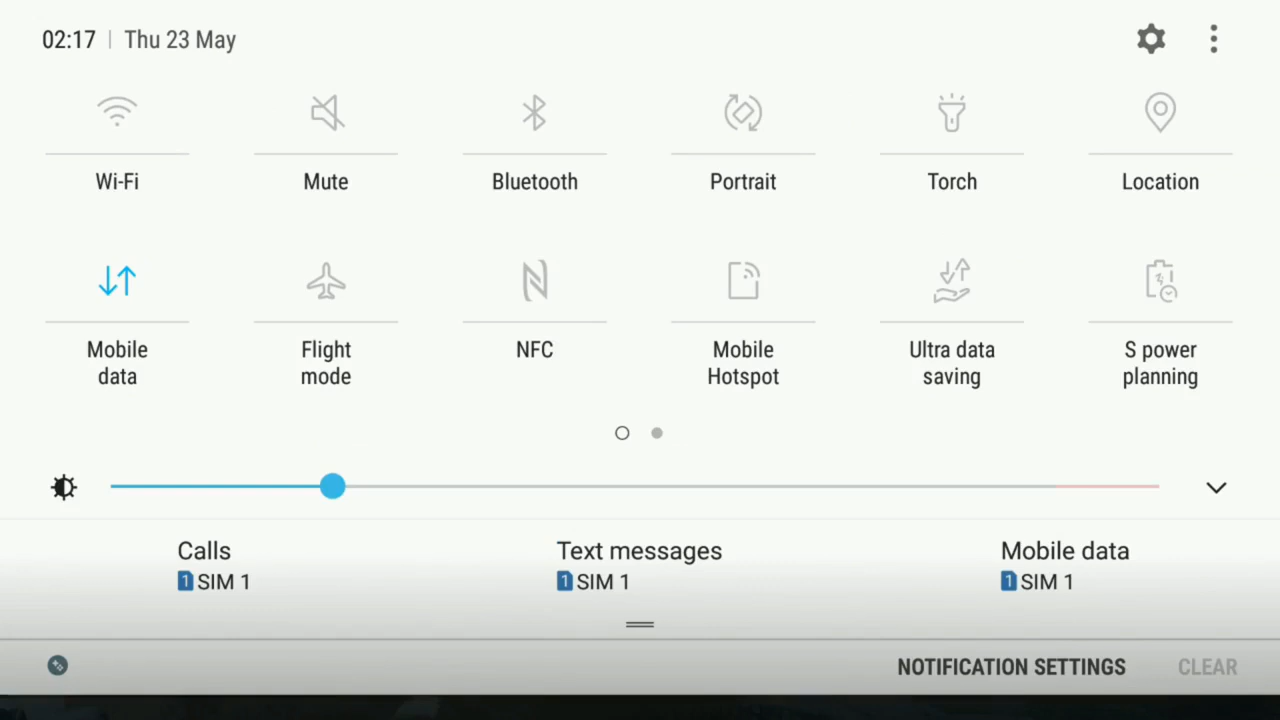 02:17 | Thu 23 May
Wi-Fi
Mute
Bluetooth
Portrait
Torch
Location
Mobile
data
Flight
mode
NFC
Mobile
Hotspot
Ultra data
saving
S power
planning
Calls
1 SIM 1
Text messages
1 SIM 1
Mobile data
1 SIM 1
NOTIFICATION SETTINGS
CLEAR